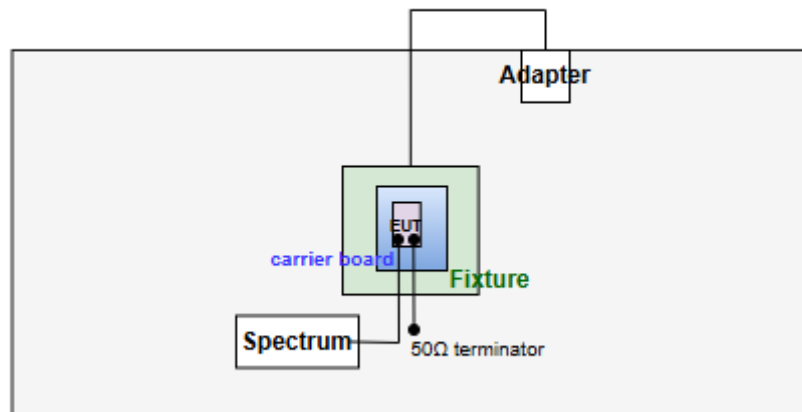 Adapter
EUT
carrier board
Fixture
Spectrum
50Ω terminator